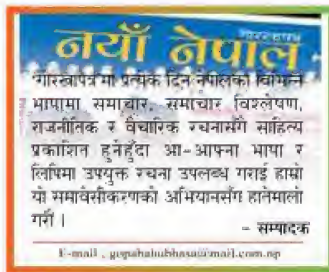 गोरखापत्र
नयाँ नेपाल
'गोरखापत्र'मा प्रत्येक दिन नेपालको विभिन्न
भाषामा समाचार, समाचार विश्लेषण,
राजनीतिक र वैचारिक रचनासँगै साहित्य
प्रकाशित हुनेहुँदा आ-आफ्ना भाषा र
लिपिमा उपयुक्त रचना उपलब्ध गराई हाम्रो
यो समावेसीकरणको अभियानसँग हातेमालो
गरौं ।
- सम्पादक
E-mail : gopabahubhasa@mail.com.np